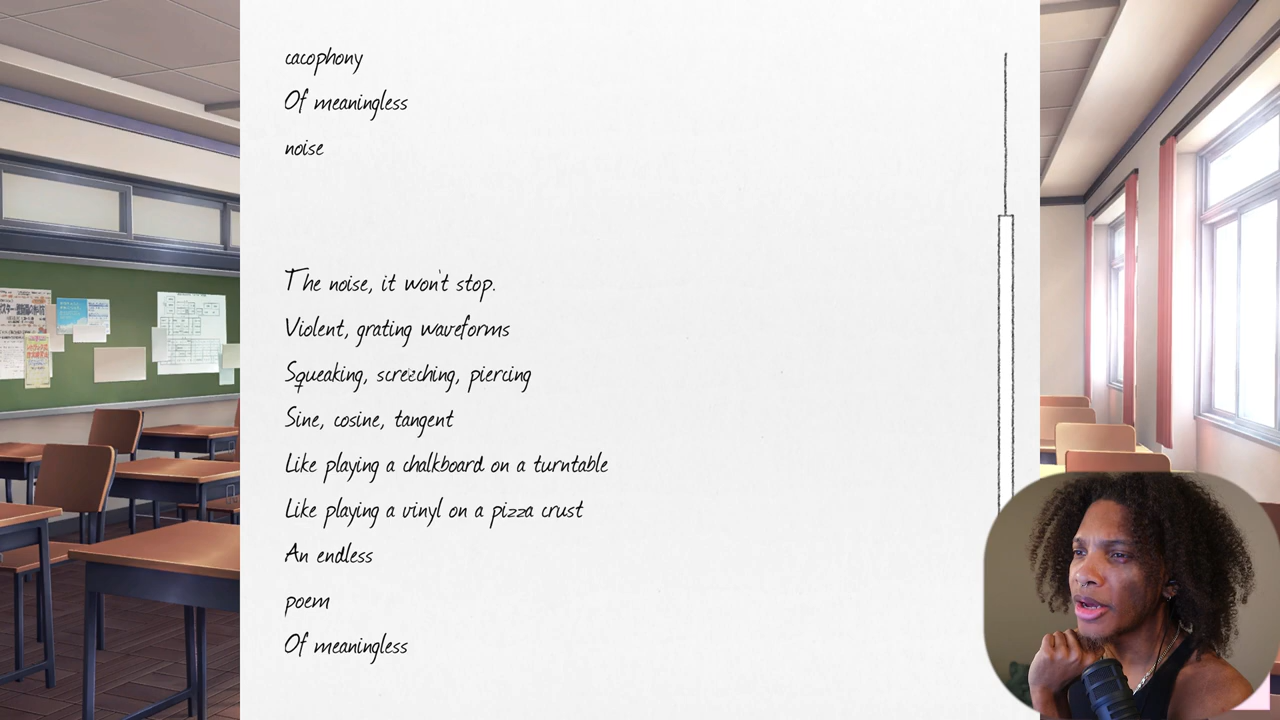 cacophony
Of meaningless
noise
The noise, it won't stop.
Violent, grating waveforms
Squeaking, screeching, piercing
Sine, cosine, tangent
Like playing a chalkboard on a turntable
Like playing a vinyl on a pizza crust
An endless
poem
Of meaningless